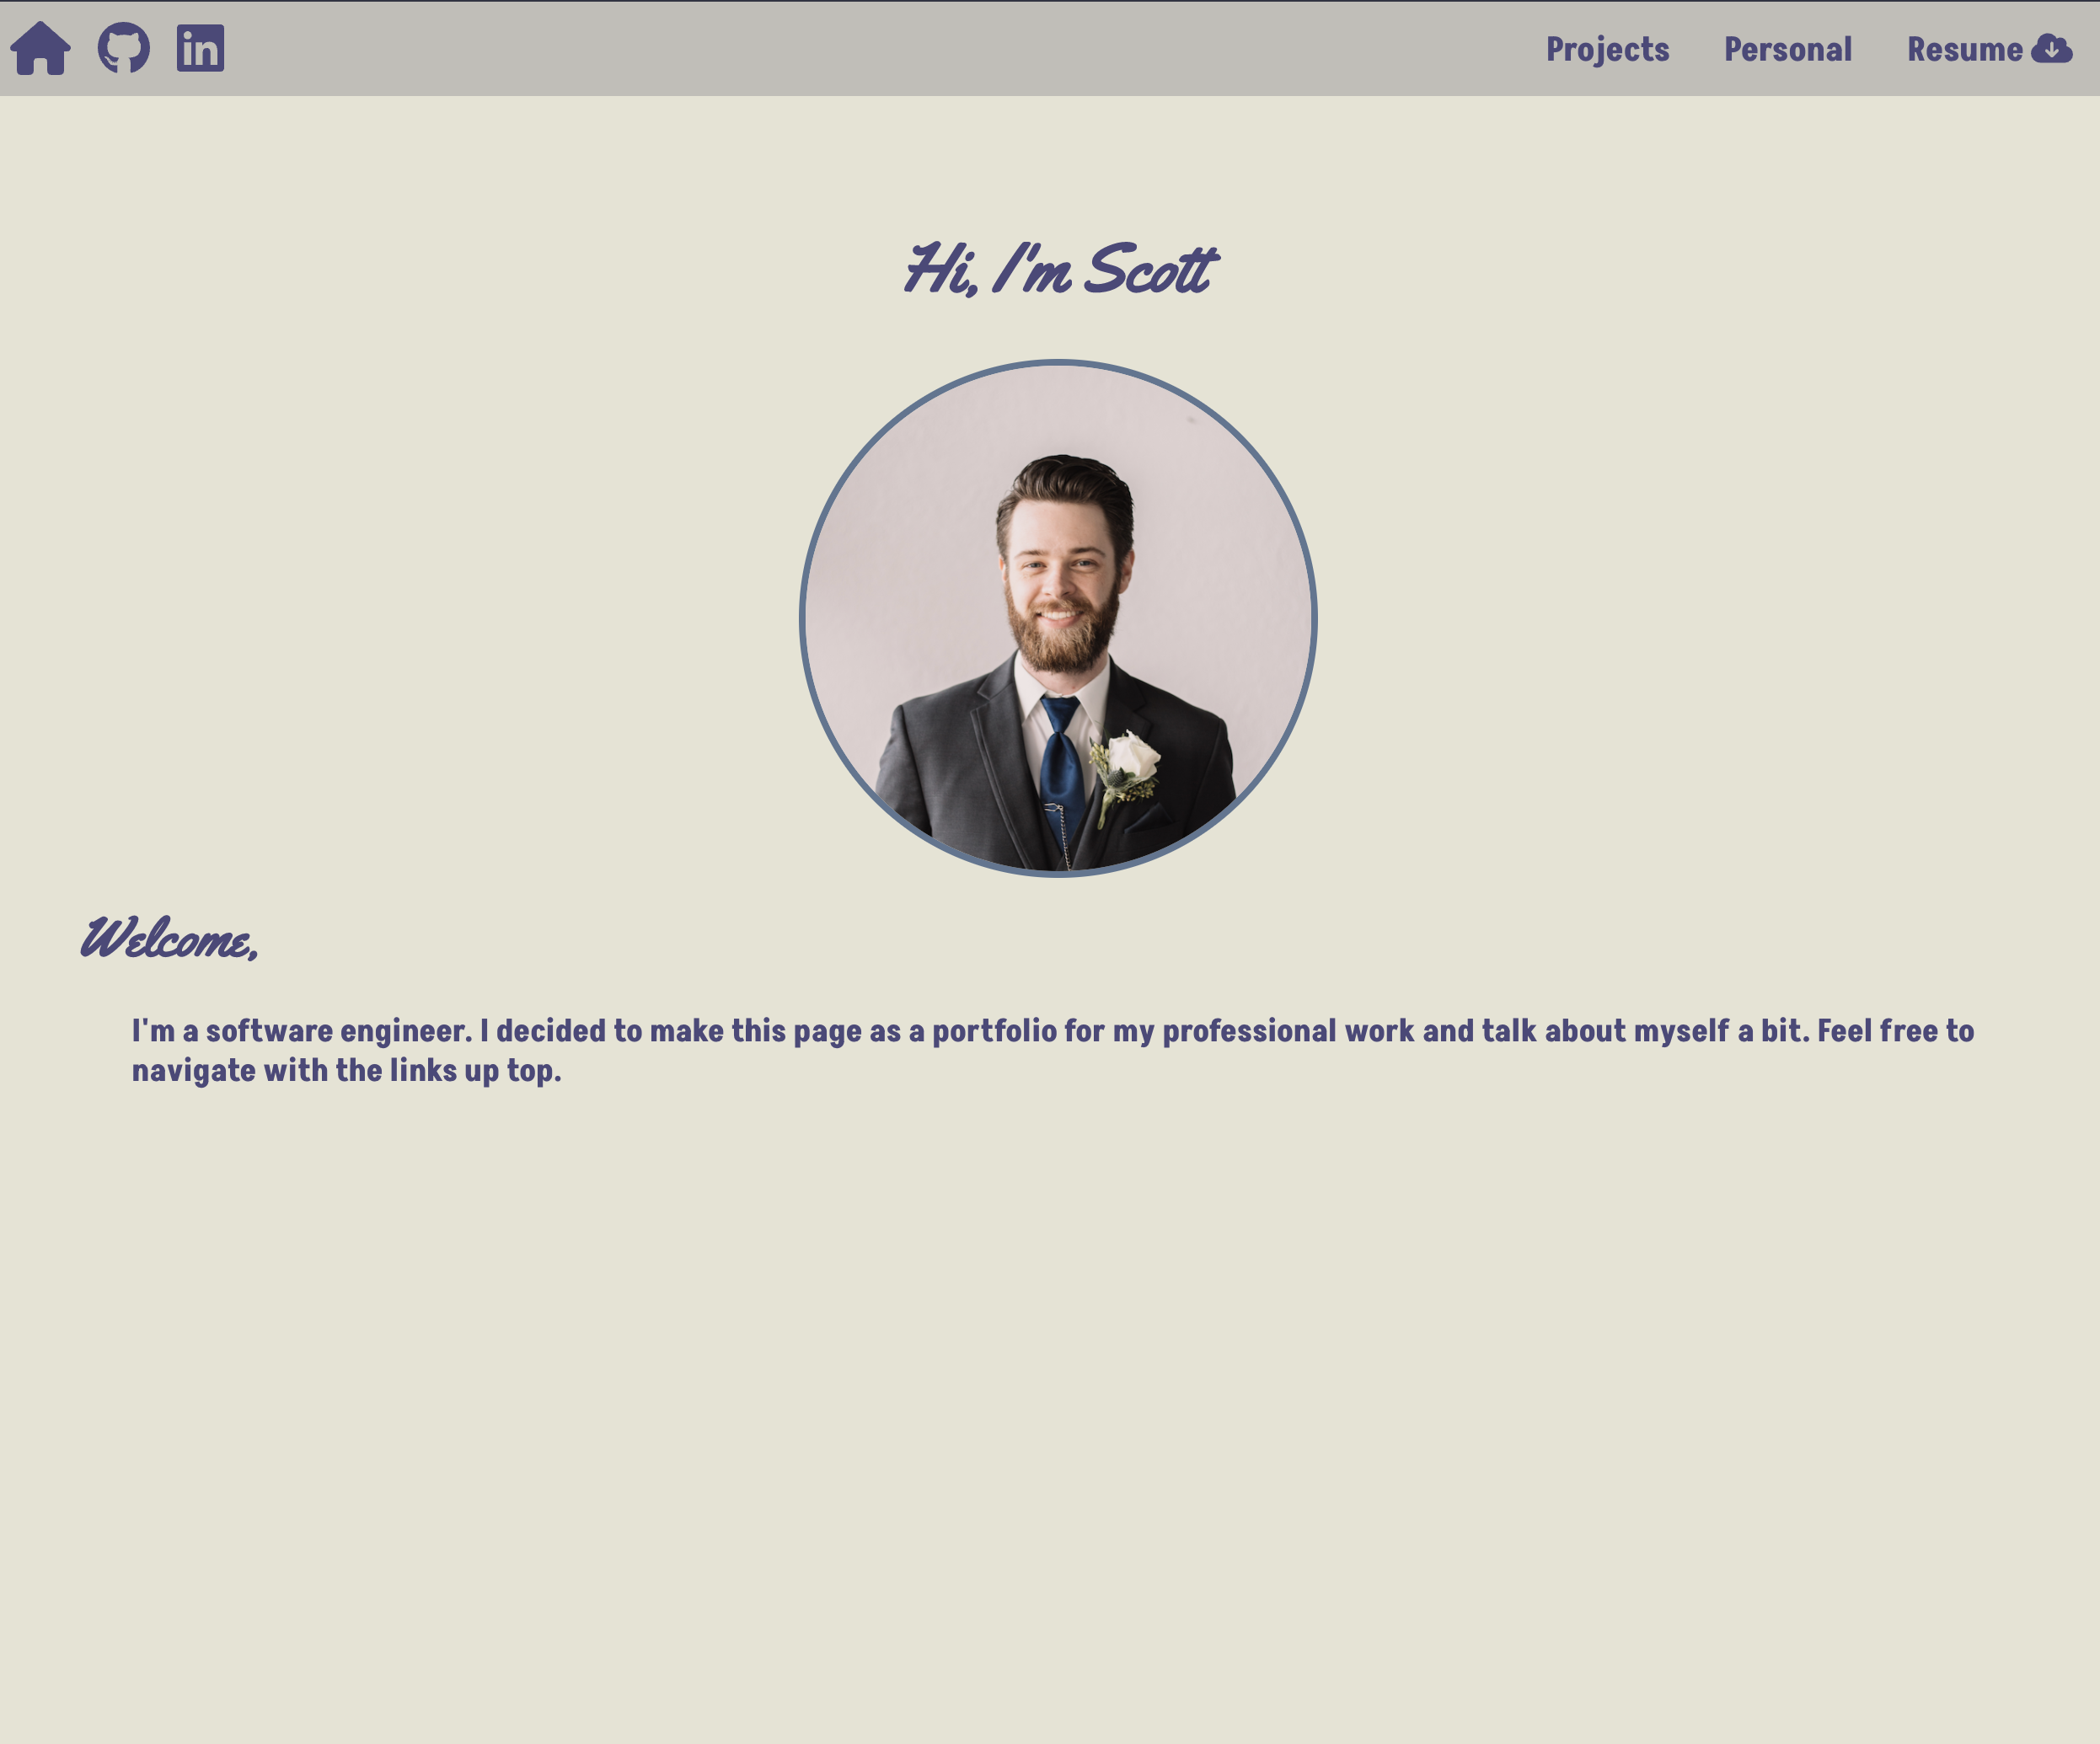 in
Projects Personal Resume
Hi, I'm Scott
Welcome,
I'm a software engineer. I decided to make this page as a portfolio for my professional work and talk about myself a bit. Feel free to
navigate with the links up top.